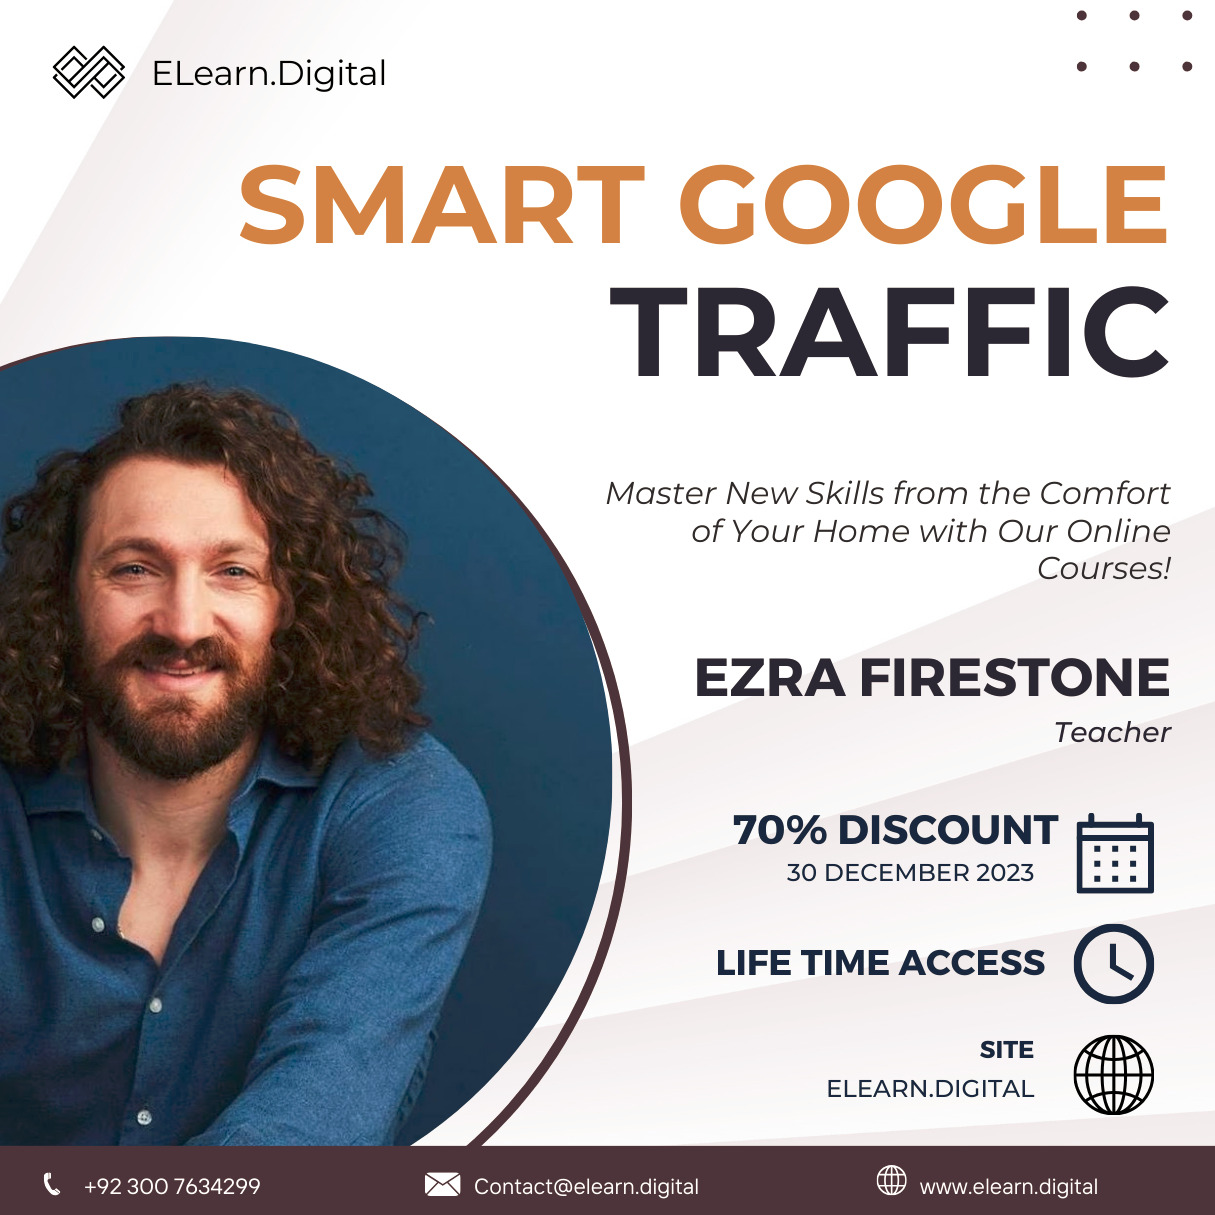 ELearn.Digital
SMART GOOGLE
TRAFFIC
Master New Skills from the Comfort
of Your Home with Our Online
Courses!
EZRA FIRESTONE
Teacher
70% DISCOUNT
30 DECEMBER 2023
LIFE TIME ACCESS
SITE
ELEARN.DIGITAL
+92 300 7634299
Contact@elearn.digital
www.elearn.digital